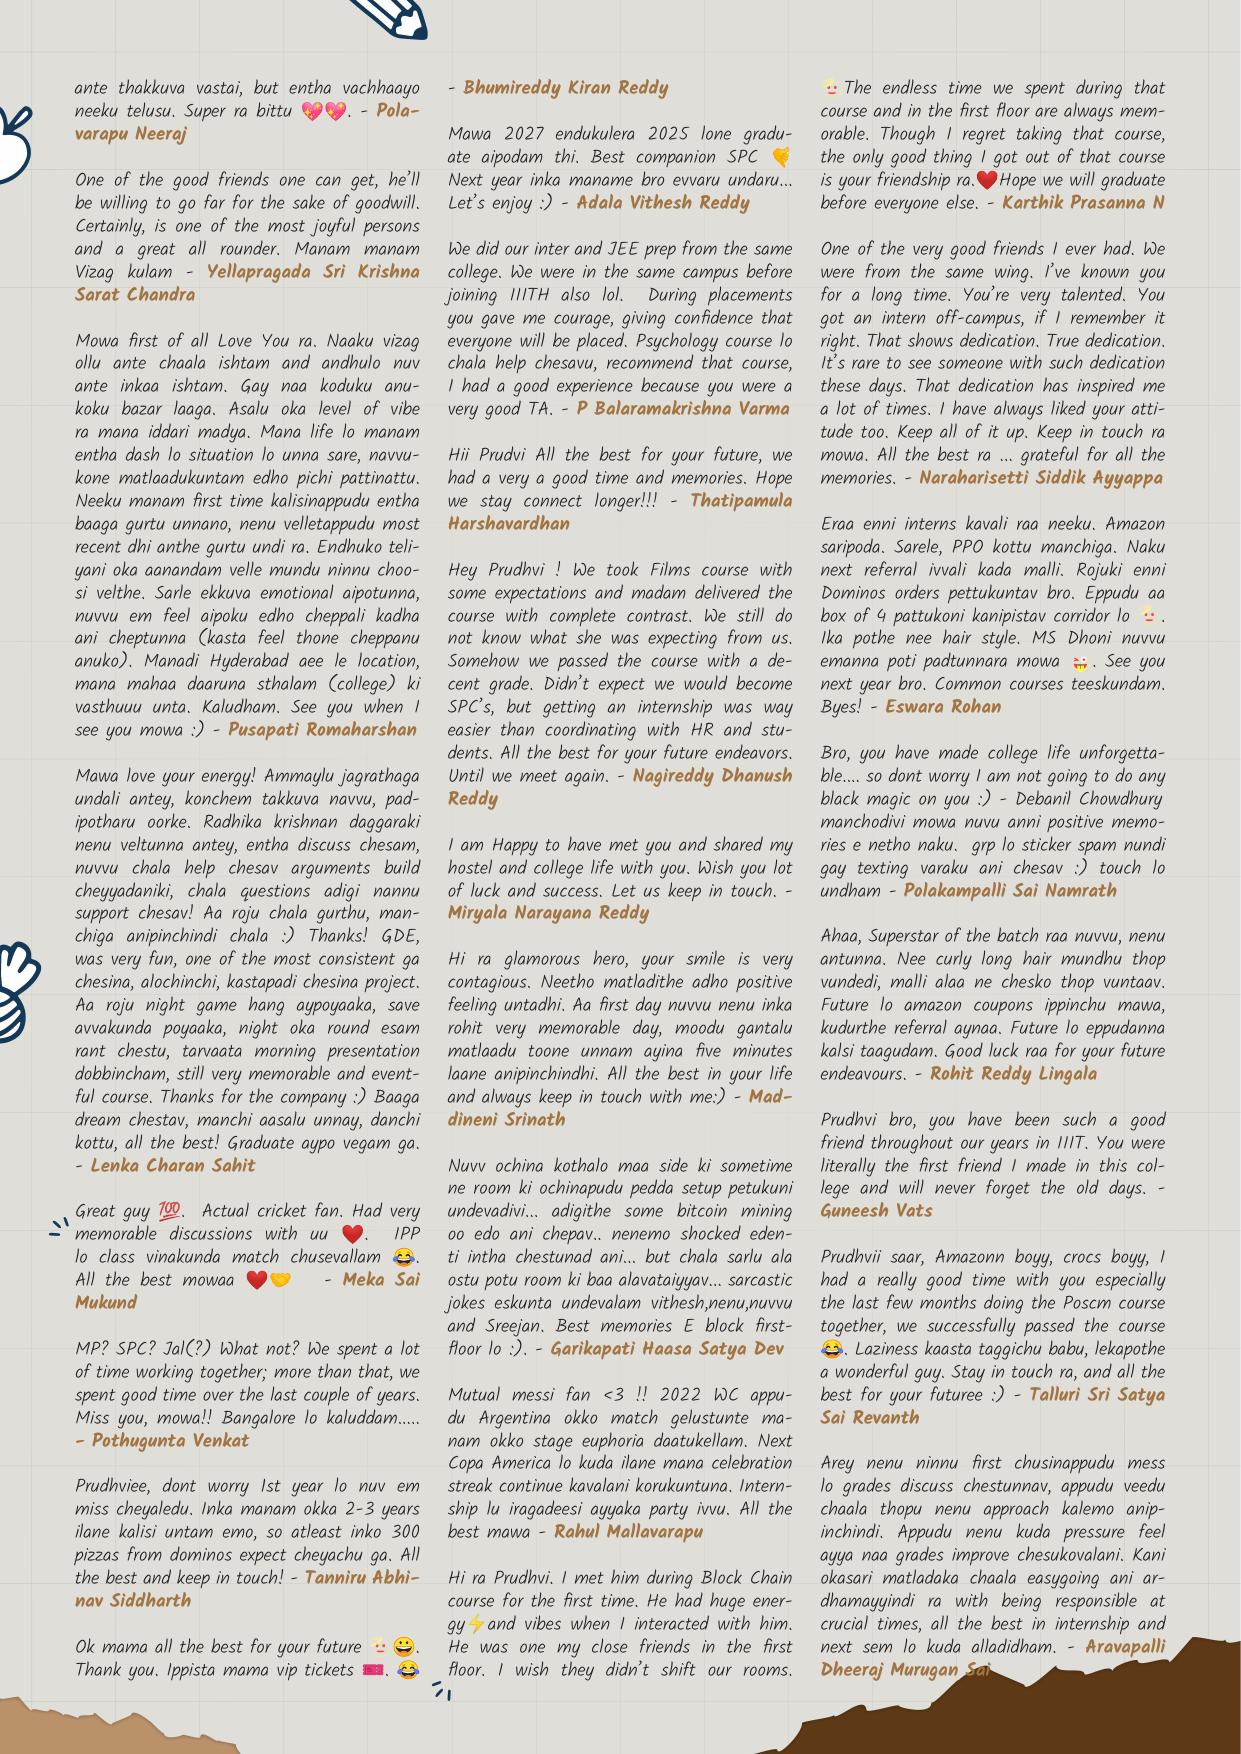 ante thakkuva vastai, but entha vachhaayo
neeku telusu. Super ra bittu 💖💖. - Pola-
varapu Neeraj
One of the good friends one can get, he'll
be willing to go far for the sake of goodwill.
Certainly, is one of the most joyful persons
and a great all rounder. Manam manam
Vizag kulam - Yellapragada Sri Krishna
Sarat Chandra
Mowa first of all Love You ra. Naaku vizag
ollu ante chaala ishtam and andhulo nuv
ante inkaa ishtam. Gay naa koduku anu-
koku bazar laaga. Asalu oka level of vibe
ra mana iddari madya. Mana life lo manam
entha dash lo situation lo unna sare, navvu-
kone matlaadukuntam edho pichi pattinattu.
Neeku manam first time kalisinappudu entha
baaga gurtu unnano, nenu velletappudu most
recent dhi anthe gurtu undi ra. Endhuko teli-
yani oka aanandam velle mundu ninnu choo-
si velthe. Sarle ekkuva emotional aipotunna,
nuvvu em feel aipoku edho cheppali kadha
ani cheptunna (kasta feel thone cheppanu
anuko). Manadi Hyderabad aee le location,
mana mahaa daaruna sthalam (college) ki
vasthuuu unta. Kaludham. See you when I
see you mowa :) - Pusapati Romaharshan
Mawa love your energy! Ammaylu jagrathaga
undali antey, konchem takkuva navvu, pad-
ipotharu oorke. Radhika krishnan daggaraki
nenu veltunna antey, entha discuss chesam,
nuvvu chala help chesav arguments build
cheyyadaniki, chala questions adigi nannu
support chesav! Aa roju chala gurthu, man-
chiga anipinchindi chala :) Thanks! GDE,
was very fun, one of the most consistent ga
chesina, alochinchi, kastapadi chesina project.
Aa roju night game hang aypoyaaka, save
avvakunda poyaaka, night oka round esam
rant chestu, tarvaata morning presentation
dobbincham, still very memorable and event-
ful course. Thanks for the company :) Baaga
dream chestav, manchi aasalu unnay, danchi
kottu, all the best! Graduate aypo vegam ga.
- Lenka Charan Sahit
Great guy 💯. Actual cricket fan. Had very
memorable discussions with uu ❤️. IPP
lo class vinakunda match chusevallam 😂.
All the best mowaa ❤️🤝 - Meka Sai
Mukund
MP? SPC? Jal(?) What not? We spent a lot
of time working together; more than that, we
spent good time over the last couple of years.
Miss you, mowa!! Bangalore lo kaluddam.....
- Pothugunta Venkat
Prudhviee, dont worry 1st year lo nuv em
miss cheyaledu. Inka manam okka 2-3 years
ilane kalisi untam emo, so atleast inko 300
pizzas from dominos expect cheyachu ga. All
the best and keep in touch! - Tanniru Abhi-
nav Siddharth
Ok mama all the best for your future 😀.
Thank you. Ippista mama vip tickets 🎟️. 😂
- Bhumireddy Kiran Reddy
Mawa 2027 endukulera 2025 lone gradu-
ate aipodam thi. Best companion SPC 🫂
Next year inka maname bro evvaru undaru...
Let's enjoy :) - Adala Vithesh Reddy
We did our inter and JEE prep from the same
college. We were in the same campus before
joining IIITH also lol. During placements
you gave me courage, giving confidence that
everyone will be placed. Psychology course lo
chala help chesavu, recommend that course,
I had a good experience because you were a
very good TA. - P Balaramakrishna Varma
Hii Prudvi All the best for your future, we
had a very a good time and memories. Hope
we stay connect longer!!! - Thatipamula
Harshavardhan
Hey Prudhvi ! We took Films course with
some expectations and madam delivered the
course with complete contrast. We still do
not know what she was expecting from us.
Somehow we passed the course with a de-
cent grade. Didn't expect we would become
SPC's, but getting an internship was way
easier than coordinating with HR and stu-
dents. All the best for your future endeavors.
Until we meet again. - Nagireddy Dhanush
Reddy
I am Happy to have met you and shared my
hostel and college life with you. Wish you lot
of luck and success. Let us keep in touch. -
Miryala Narayana Reddy
Hi ra glamorous hero, your smile is very
contagious. Neetho matladithe adho positive
feeling untadhi. Aa first day nuvvu nenu inka
rohit very memorable day, moodu gantalu
matlaadu toone unnam ayina five minutes
laane anipinchindhi. All the best in your life
and always keep in touch with me:) - Mad-
dineni Srinath
Nuvv ochina kothalo maa side ki sometime
ne room ki ochinapudu pedda setup petukuni
undevadivi... adigithe some bitcoin mining
oo edo ani chepav.. nenemo shocked eden-
ti intha chestunad ani... but chala sarlu ala
ostu potu room ki baa alavataiyyav... sarcastic
jokes eskunta undevalam vithesh,nenu,nuvvu
and Sreejan. Best memories E block first-
floor lo :). - Garikapati Haasa Satya Dev
Mutual messi fan <3 !! 2022 WC appu-
du Argentina okko match gelustunte ma-
nam okko stage euphoria daatukellam. Next
Copa America lo kuda ilane mana celebration
streak continue kavalani korukuntuna. Intern-
ship lu iragadeesi ayyaka party ivvu. All the
best mawa - Rahul Mallavarapu
Hi ra Prudhvi. I met him during Block Chain
course for the first time. He had huge ener-
gy⚡and vibes when I interacted with him.
He was one my close friends in the first
floor. I wish they didn't shift our rooms.
The endless time we spent during that
course and in the first floor are always mem-
orable. Though I regret taking that course,
the only good thing I got out of that course
is your friendship ra.❤️Hope we will graduate
before everyone else. - Karthik Prasanna N
One of the very good friends I ever had. We
were from the same wing. I've known you
for a long time. You're very talented. You
got an intern off-campus, if I remember it
right. That shows dedication. True dedication.
It's rare to see someone with such dedication
these days. That dedication has inspired me
a lot of times. I have always liked your atti-
tude too. Keep all of it up. Keep in touch ra
mowa. All the best ra ... grateful for all the
memories. - Naraharisetti Siddik Ayyappa
Eraa enni interns kavali raa neeku. Amazon
saripoda. Sarele, PPO kottu manchiga. Naku
next referral ivvali kada malli. Rojuki enni
Dominos orders pettukuntav bro. Eppudu aa
box of 4 pattukoni kanipistav corridor lo .
Ika pothe nee hair style. MS Dhoni nuvvu
emanna poti padtunnara mowa . See you
next year bro. Common courses teeskundam.
Byes! - Eswara Rohan
Bro, you have made college life unforgetta-
ble.... so dont worry I am not going to do any
black magic on you :) - Debanil Chowdhury
manchodivi mowa nuvu anni positive memo-
ries e netho naku. grp lo sticker spam nundi
gay texting varaku ani chesav :) touch lo
undham - Polakampalli Sai Namrath
Ahaa, Superstar of the batch raa nuvvu, nenu
antunna. Nee curly long hair mundhu thop
vundedi, malli alaa ne chesko thop vuntaav.
Future lo amazon coupons ippinchu mawa,
kudurthe referral aynaa. Future lo eppudanna
kalsi taagudam. Good luck raa for your future
endeavours. - Rohit Reddy Lingala
Prudhvi bro, you have been such a good
friend throughout our years in IIIT. You were
literally the first friend I made in this col-
lege and will never forget the old days. -
Guneesh Vats
Prudhvii saar, Amazonn boyy, crocs boyy, I
had a really good time with you especially
the last few months doing the Poscm course
together, we successfully passed the course
😂. Laziness kaasta taggichu babu, lekapothe
a wonderful guy. Stay in touch ra, and all the
best for your futuree :) - Talluri Sri Satya
Sai Revanth
Arey nenu ninnu first chusinappudu mess
lo grades discuss chestunnav, appudu veedu
chaala thopu nenu approach kalemo anip-
inchindi. Appudu nenu kuda pressure feel
ayya naa grades improve chesukovalani. Kani
okasari matladaka chaala easygoing ani ar-
dhamayyindi ra with being responsible at
crucial times, all the best in internship and
next sem lo kuda alladidham. - Aravapalli
Dheeraj Murugan Sai